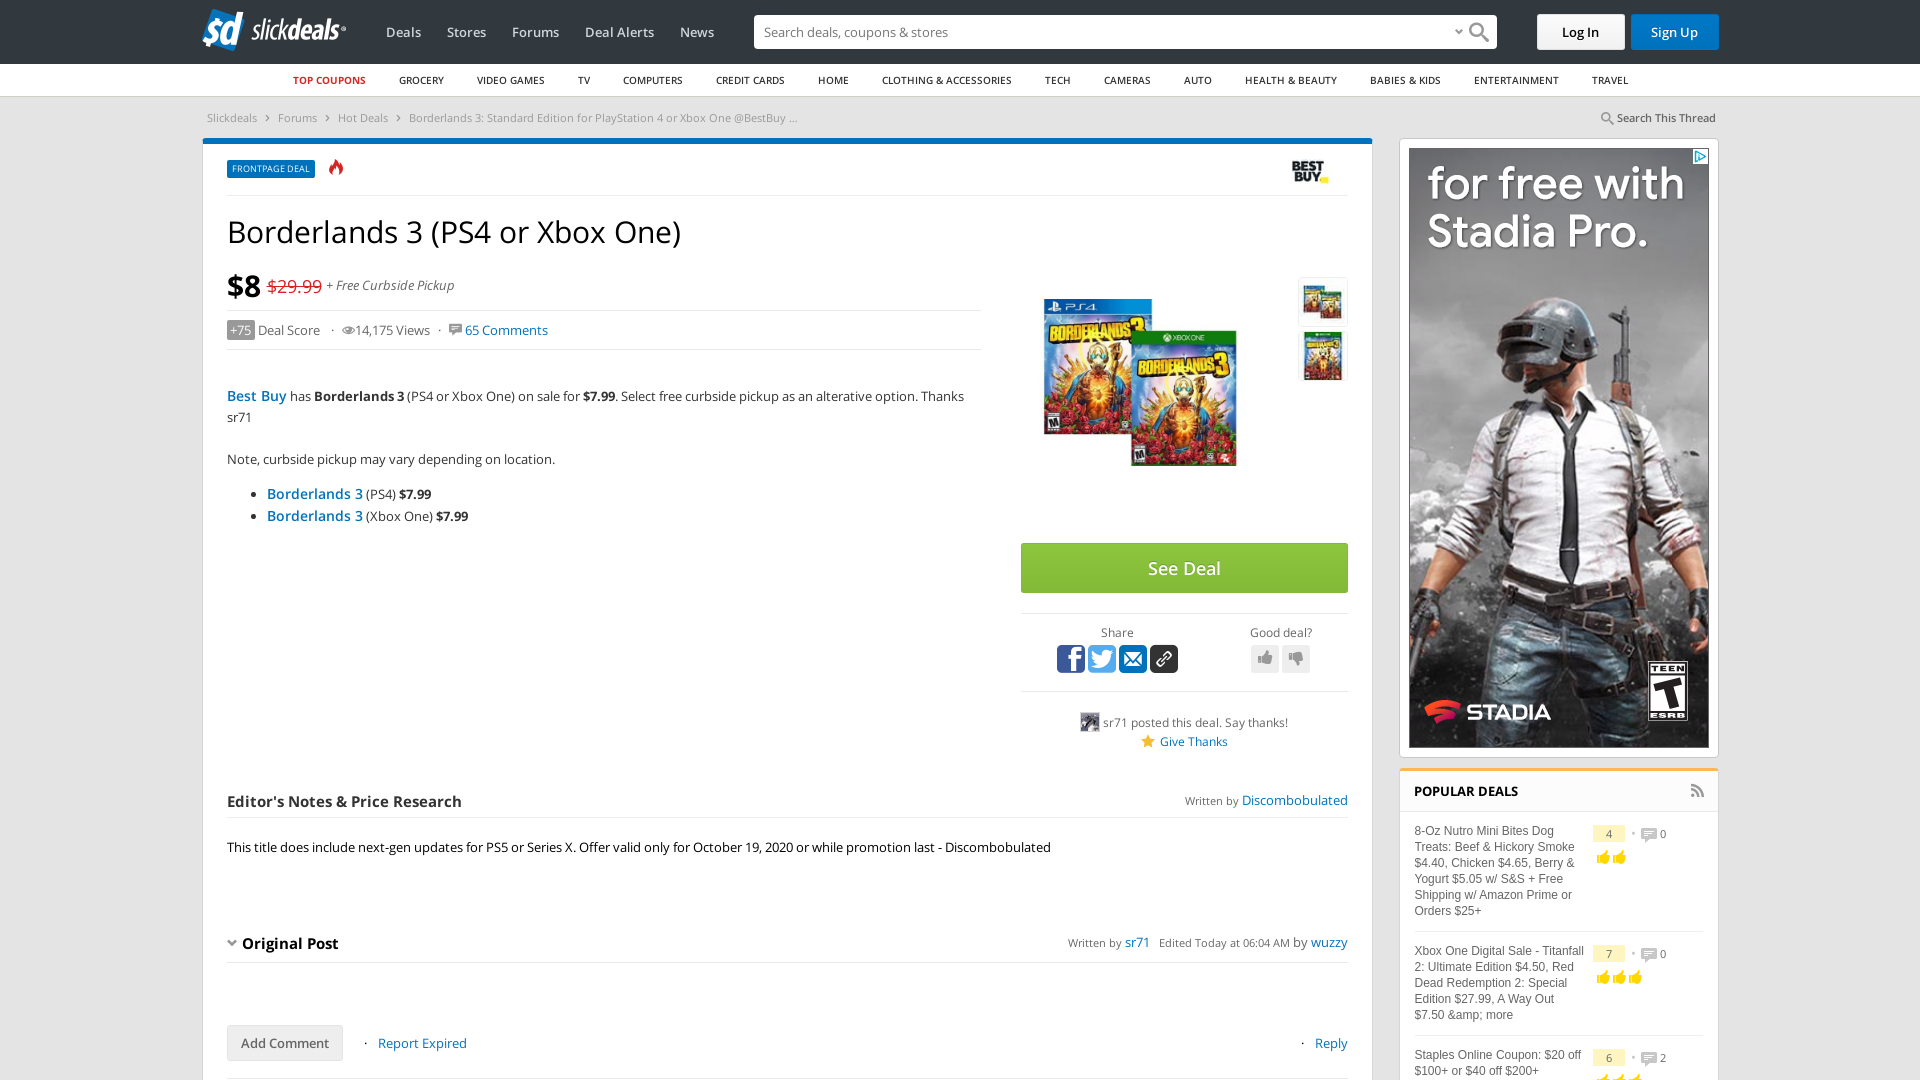 sd slickdeals
Deals
Stores
Forums
Deal Alerts
News
Search deals, coupons & stores
Log In
Sign Up
TOP COUPONS
GROCERY
VIDEO GAMES
TV
COMPUTERS
CREDIT CARDS
HOME
CLOTHING & ACCESSORIES
TECH
CAMERAS
AUTO
HEALTH & BEAUTY
BABIES & KIDS
ENTERTAINMENT
TRAVEL
Slickdeals › Forums › Hot Deals › Borderlands 3: Standard Edition for PlayStation 4 or Xbox One @BestBuy ...
Search This Thread
FRONTPAGE DEAL
BEST
BUY
Borderlands 3 (PS4 or Xbox One)
$8 $29.99 + Free Curbside Pickup
+75 Deal Score · 14,175 Views · 65 Comments
Best Buy has Borderlands 3 (PS4 or Xbox One) on sale for $7.99. Select free curbside pickup as an alterative option. Thanks
sr71
Note, curbside pickup may vary depending on location.
• Borderlands 3 (PS4) $7.99
• Borderlands 3 (Xbox One) $7.99
PS4
BORDERLANDS 3
XBOX ONE
BORDERLANDS 3
See Deal
Share
Good deal?
sr71 posted this deal. Say thanks!
Give Thanks
Editor's Notes & Price Research
Written by Discombobulated
This title does include next-gen updates for PS5 or Series X. Offer valid only for October 19, 2020 or while promotion last - Discombobulated
Original Post
Written by sr71 Edited Today at 06:04 AM by wuzzy
Add Comment
· Report Expired
· Reply
for free with
Stadia Pro.
STADIA
TEEN
T
ESRB
POPULAR DEALS
8-Oz Nutro Mini Bites Dog
Treats: Beef & Hickory Smoke
$4.40, Chicken $4.65, Berry &
Yogurt $5.05 w/ S&S + Free
Shipping w/ Amazon Prime or
Orders $25+
4 • 0
Xbox One Digital Sale - Titanfall
2: Ultimate Edition $4.50, Red
Dead Redemption 2: Special
Edition $27.99, A Way Out
$7.50 &amp; more
7 • 0
Staples Online Coupon: $20 off
$100+ or $40 off $200+
6 • 2